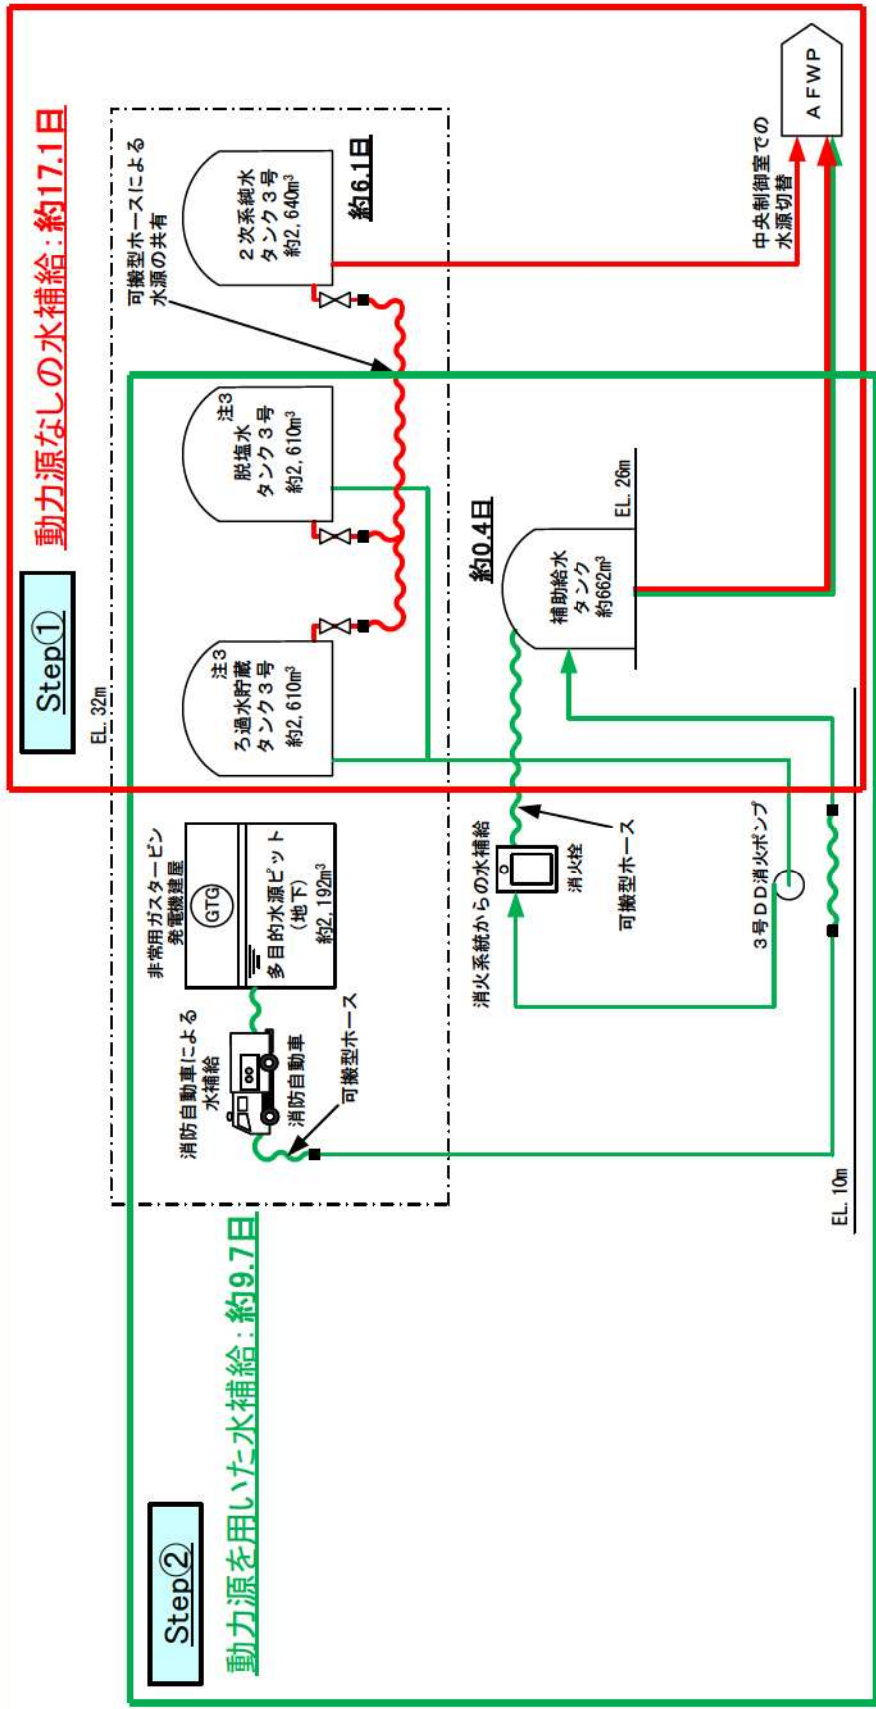 Step①
動力源なしの水補給：約17.1日
Step②
動力源を用いた水補給：約9.7日
EL. 32m
可搬型ホースによる
水源の共有
非常用ガスタービン
発電機建屋
GTG
多目的水源ピット
(地下)
約2,192m³
消防自動車による
水補給
消防自動車
可搬型ホース
注3
ろ過水貯蔵
タンク３号
約2,610m³
注3
脱塩水
タンク３号
約2,610m³
２次系純水
タンク３号
約2,640m³
約6.1日
消火系統からの水補給
消火栓
可搬型ホース
約0.4日
補助給水
タンク
約662m³
EL. 26m
中央制御室での
水源切替
ＡＦＷＰ
３号ＤＤ消火ポンプ
EL. 10m